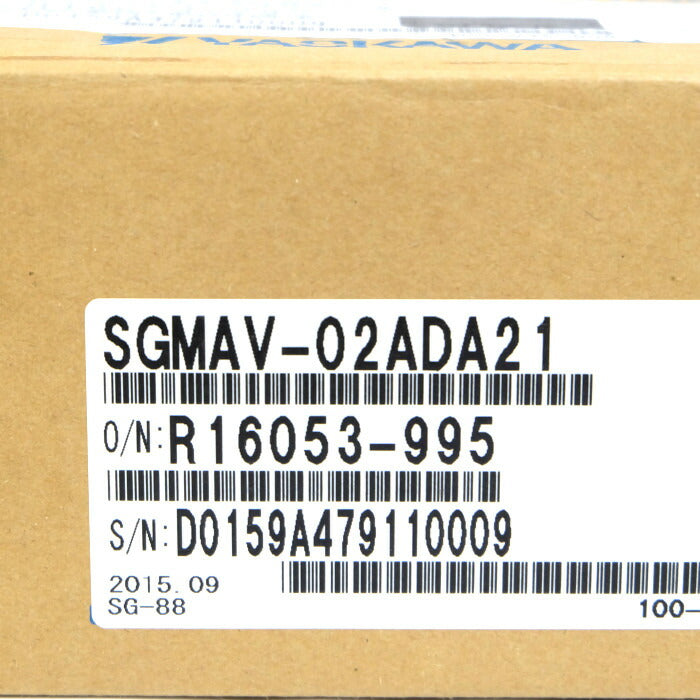 YASKAWA
SGMAV-02ADA21
O/N: R16053-995
S/N: D0159A479110009
2015.09
SG-88
100-